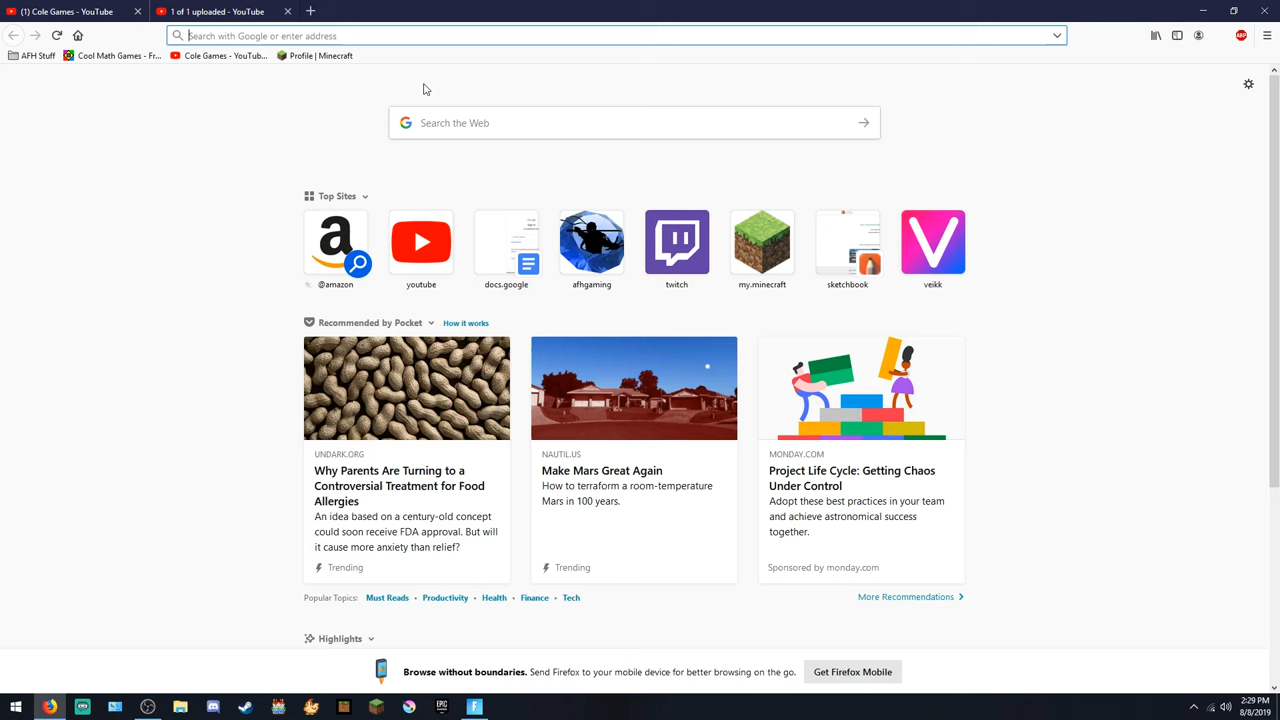 (1) Cole Games - YouTube
1 of 1 uploaded - YouTube
Search with Google or enter address
ABP
AFH Stuff
Cool Math Games - Fr...
Cole Games - YouTub...
Profile | Minecraft
Search the Web
Top Sites
@amazon
youtube
docs.google
afhgaming
twitch
my.minecraft
sketchbook
veikk
Recommended by Pocket
How it works
UNDARK.ORG
Why Parents Are Turning to a
Controversial Treatment for Food
Allergies
An idea based on a century-old concept
could soon receive FDA approval. But will
it cause more anxiety than relief?
Trending
NAUTIL.US
Make Mars Great Again
How to terraform a room-temperature
Mars in 100 years.
Trending
MONDAY.COM
Project Life Cycle: Getting Chaos
Under Control
Adopt these best practices in your team
and achieve astronomical success
together.
Sponsored by monday.com
Popular Topics: Must Reads • Productivity • Health • Finance • Tech
More Recommendations
Highlights
Browse without boundaries. Send Firefox to your mobile device for better browsing on the go.
Get Firefox Mobile
EPIC
GAMES
2:29 PM
8/8/2019